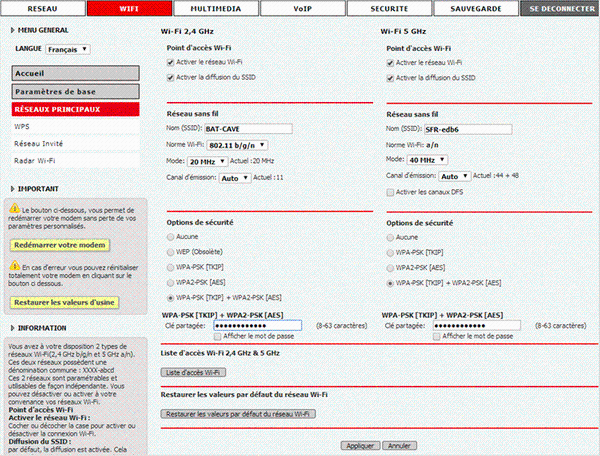 RESEAU WIFI MULTIMEDIA VoIP SECURITE SAUVEGARDE SE DECONNECTER
MENU GENERAL
LANGUE Français
Accueil
Paramètres de base
RÉSEAUX PRINCIPAUX
WPS
Réseau Invité
Radar Wi-Fi
IMPORTANT
Le bouton ci-dessous, vous permet de
redémarrer votre modem sans perte de vos
paramètres personnalisés.
Redémarrer votre modem
En cas d'erreur vous pouvez réinitialiser
totalement votre modem en cliquant sur le
bouton ci dessous.
Restaurer les valeurs d'usine
INFORMATION
Vous avez à votre disposition 2 types de
réseaux Wi-Fi(2,4 GHz b/g/n et 5 GHz a/n).
Ces deux réseaux possèdent une
dénomination commune : XXXX-abcd
Ces 2 réseaux sont paramétrables et
utilisables de façon indépendante. Vous
pouvez désactiver ou activer à votre
convenance vos réseaux Wi-Fi.
Point d'accès Wi-Fi
Activer le réseau Wi-Fi :
Cocher ou décocher la case pour activer ou
désactiver la connexion Wi-Fi.
Diffusion du SSID :
par défaut, la diffusion est activée. Cela
Wi-Fi 2,4 GHz
Point d'accès Wi-Fi
Activer le réseau Wi-Fi
Activer la diffusion du SSID
Réseau sans fil
Nom (SSID): BAT-CAVE
Norme Wi-Fi: 802.11 b/g/n
Mode: 20 MHz Actuel :20 MHz
Canal d'émission: Auto Actuel :11
Options de sécurité
Aucune
WEP (Obsolète)
WPA-PSK [TKIP]
WPA2-PSK [AES]
WPA-PSK [TKIP] + WPA2-PSK [AES]
WPA-PSK [TKIP] + WPA2-PSK [AES]
Clé partagée: •••••••••••• (8-63 caractères)
Afficher le mot de passe
Wi-Fi 5 GHz
Point d'accès Wi-Fi
Activer le réseau Wi-Fi
Activer la diffusion du SSID
Réseau sans fil
Nom (SSID): SFR-edb6
Norme Wi-Fi: a/n
Mode: 40 MHz
Canal d'émission: Auto Actuel :44 + 48
Activer les canaux DFS
Options de sécurité
Aucune
WPA-PSK [TKIP]
WPA2-PSK [AES]
WPA-PSK [TKIP] + WPA2-PSK [AES]
WPA-PSK [TKIP] + WPA2-PSK [AES]
Clé partagée: •••••••••••• (8-63 caractères)
Afficher le mot de passe
Liste d'accès Wi-Fi 2,4 GHz & 5 GHz
Liste d'accès Wi-Fi
Restaurer les valeurs par défaut du réseau Wi-Fi
Restaurer les valeurs par défaut du réseau Wi-Fi
Appliquer Annuler